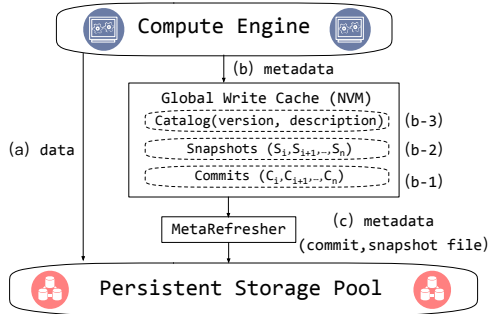 Compute Engine
(b) metadata
Global Write Cache (NVM)
Catalog(version, description)
(b-3)
Snapshots (Si,Si+1,…,Sn)
(b-2)
(a) data
Commits (Ci,Ci+1,…,Cn)
(b-1)
MetaRefresher
(c) metadata
(commit,snapshot file)
Persistent Storage Pool